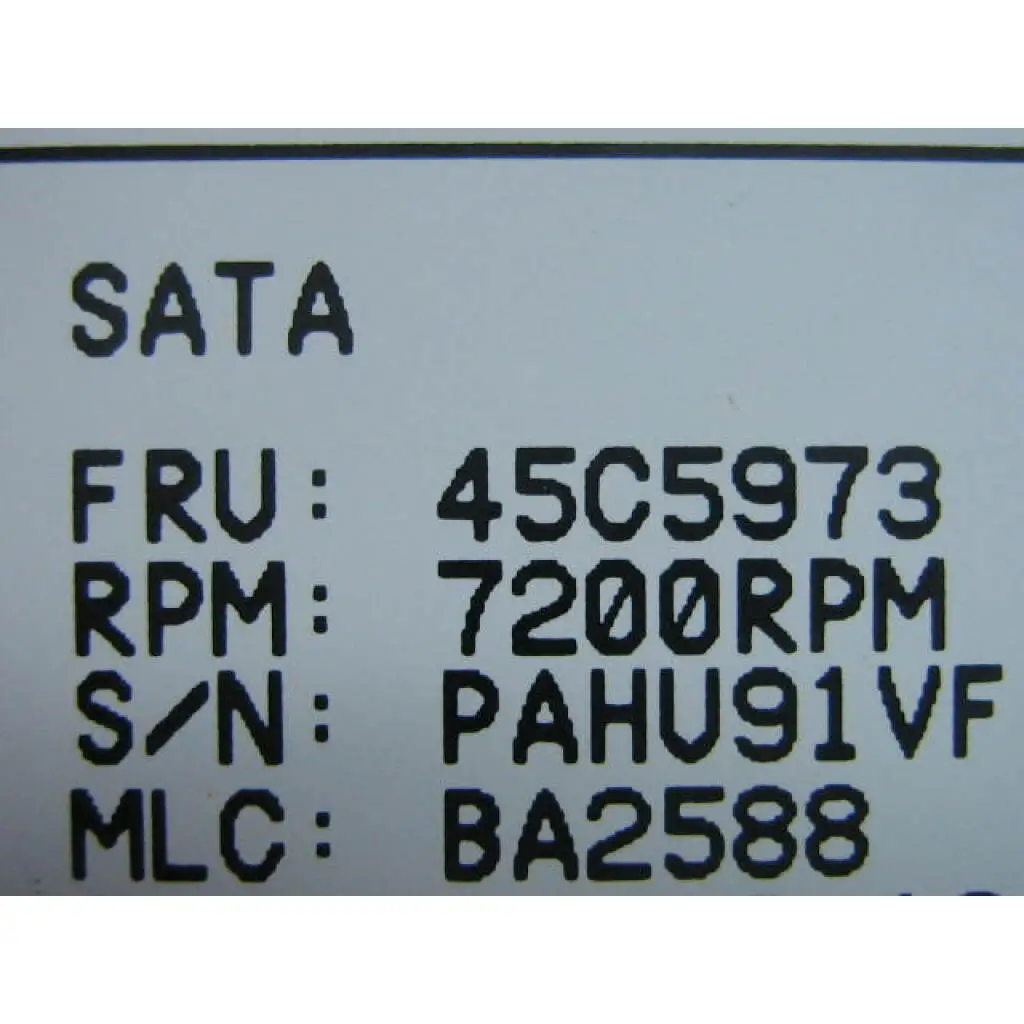 SATA
FRU: 45C5973
RPM: 7200RPM
S/N: PAHU91VF
MLC: BA2588